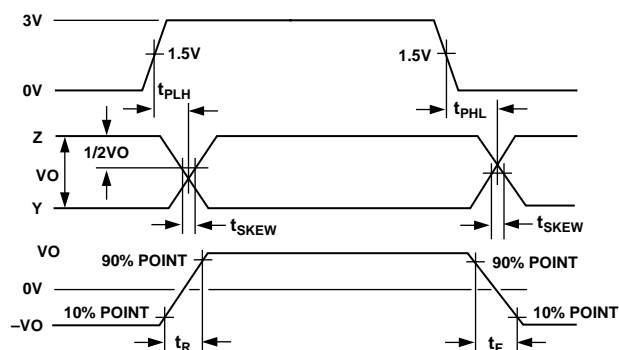 3V
1.5V
1.5V
0V
tPLH
tPHL
Z
1/2VO
VO
Y
tSKEW
tSKEW
VO
90% POINT
90% POINT
0V
10% POINT
10% POINT
–VO
tR
tF